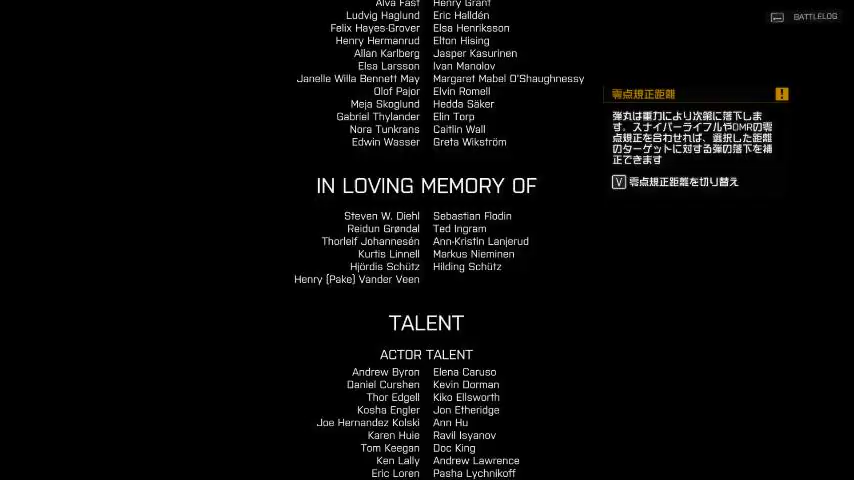 BATTLELOG
Alva Fast Henry Grant
Ludvig Haglund Eric Halldén
Felix Hayes-Grover Elsa Henriksson
Henry Hermanrud Elton Hising
Allan Karlberg Jasper Kasurinen
Elsa Larsson Ivan Manolov
Janelle Willa Bennett May Margaret Mabel O'Shaughnessy
Olof Pajor Elvin Romell
Meja Skoglund Hedda Säker
Gabriel Thylander Elin Torp
Nora Tunkrans Caitlin Wall
Edwin Wasser Greta Wikström
IN LOVING MEMORY OF
Steven W. Diehl Sebastian Flodin
Reidun Grøndal Ted Ingram
Thorleif Johannesén Ann-Kristin Lanjerud
Kurtis Linnell Markus Nieminen
Hjördis Schütz Hilding Schütz
Henry (Pake) Vander Veen
TALENT
ACTOR TALENT
Andrew Byron Elena Caruso
Daniel Curshen Kevin Dorman
Thor Edgell Kiko Ellsworth
Kosha Engler Jon Etheridge
Joe Hernandez Kolski Ann Hu
Karen Huie Ravil Isyanov
Tom Keegan Doc King
Ken Lally Andrew Lawrence
Eric Loren Pasha Lychnikoff
零点規正距離 !
弾丸は重力により次第に落下しま
す。スナイパーライフルやDMRの零
点規正を合わせれば、選択した距離
のターゲットに対する弾の落下を補
正できます
V 零点規正距離を切り替え